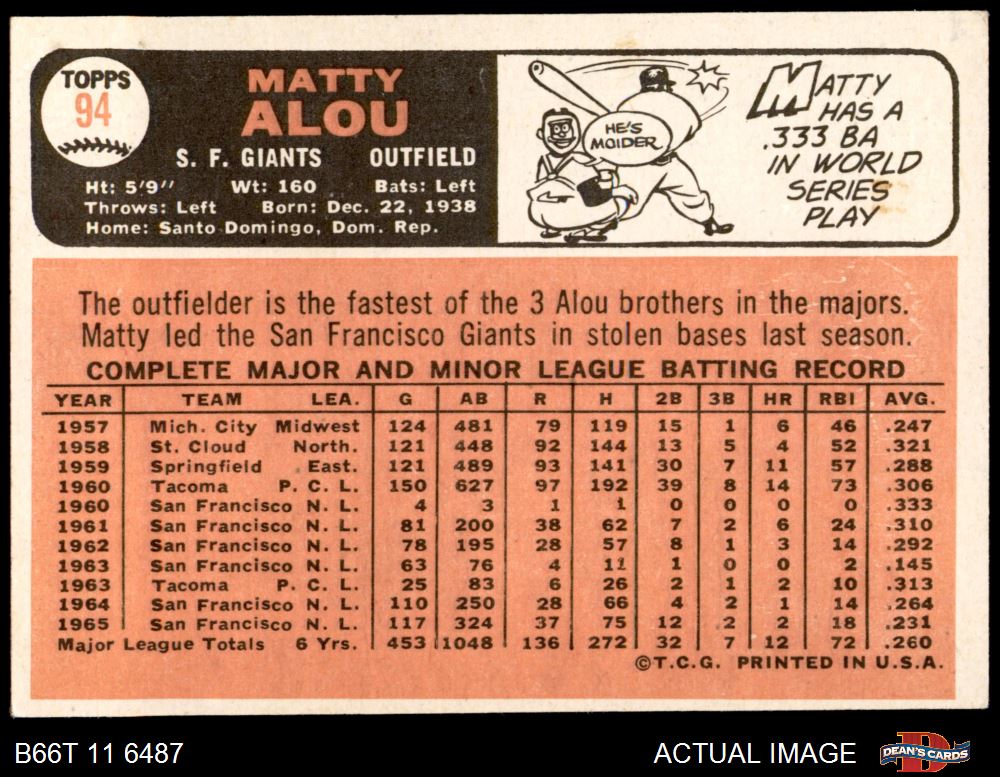 TOPPS
94
MATTY
ALOU
S. F. GIANTS OUTFIELD
Ht: 5'9" Wt: 160 Bats: Left
Throws: Left Born: Dec. 22, 1938
Home: Santo Domingo, Dom. Rep.
HE'S
MOIDER
MATTY
HAS A
.333 BA
IN WORLD
SERIES
PLAY
The outfielder is the fastest of the 3 Alou brothers in the majors.
Matty led the San Francisco Giants in stolen bases last season.
COMPLETE MAJOR AND MINOR LEAGUE BATTING RECORD
YEAR TEAM LEA. G AB R H 2B 3B HR RBI AVG.
1957 Mich. City Midwest 124 481 79 119 15 1 6 46 .247
1958 St. Cloud North. 121 448 92 144 13 5 4 52 .321
1959 Springfield East. 121 489 93 141 30 7 11 57 .288
1960 Tacoma P. C. L. 150 627 97 192 39 8 14 73 .306
1960 San Francisco N. L. 4 3 1 1 0 0 0 0 .333
1961 San Francisco N. L. 81 200 38 62 7 2 6 24 .310
1962 San Francisco N. L. 78 195 28 57 8 1 3 14 .292
1963 San Francisco N. L. 63 76 4 11 1 0 0 2 .145
1963 Tacoma P. C. L. 25 83 6 26 2 1 2 10 .313
1964 San Francisco N. L. 110 250 28 66 4 2 1 14 .264
1965 San Francisco N. L. 117 324 37 75 12 2 2 18 .231
Major League Totals 6 Yrs. 453 1048 136 272 32 7 12 72 .260
©T.C.G. PRINTED IN U.S.A.
B66T 11 6487 ACTUAL IMAGE
DEAN'S CARDS